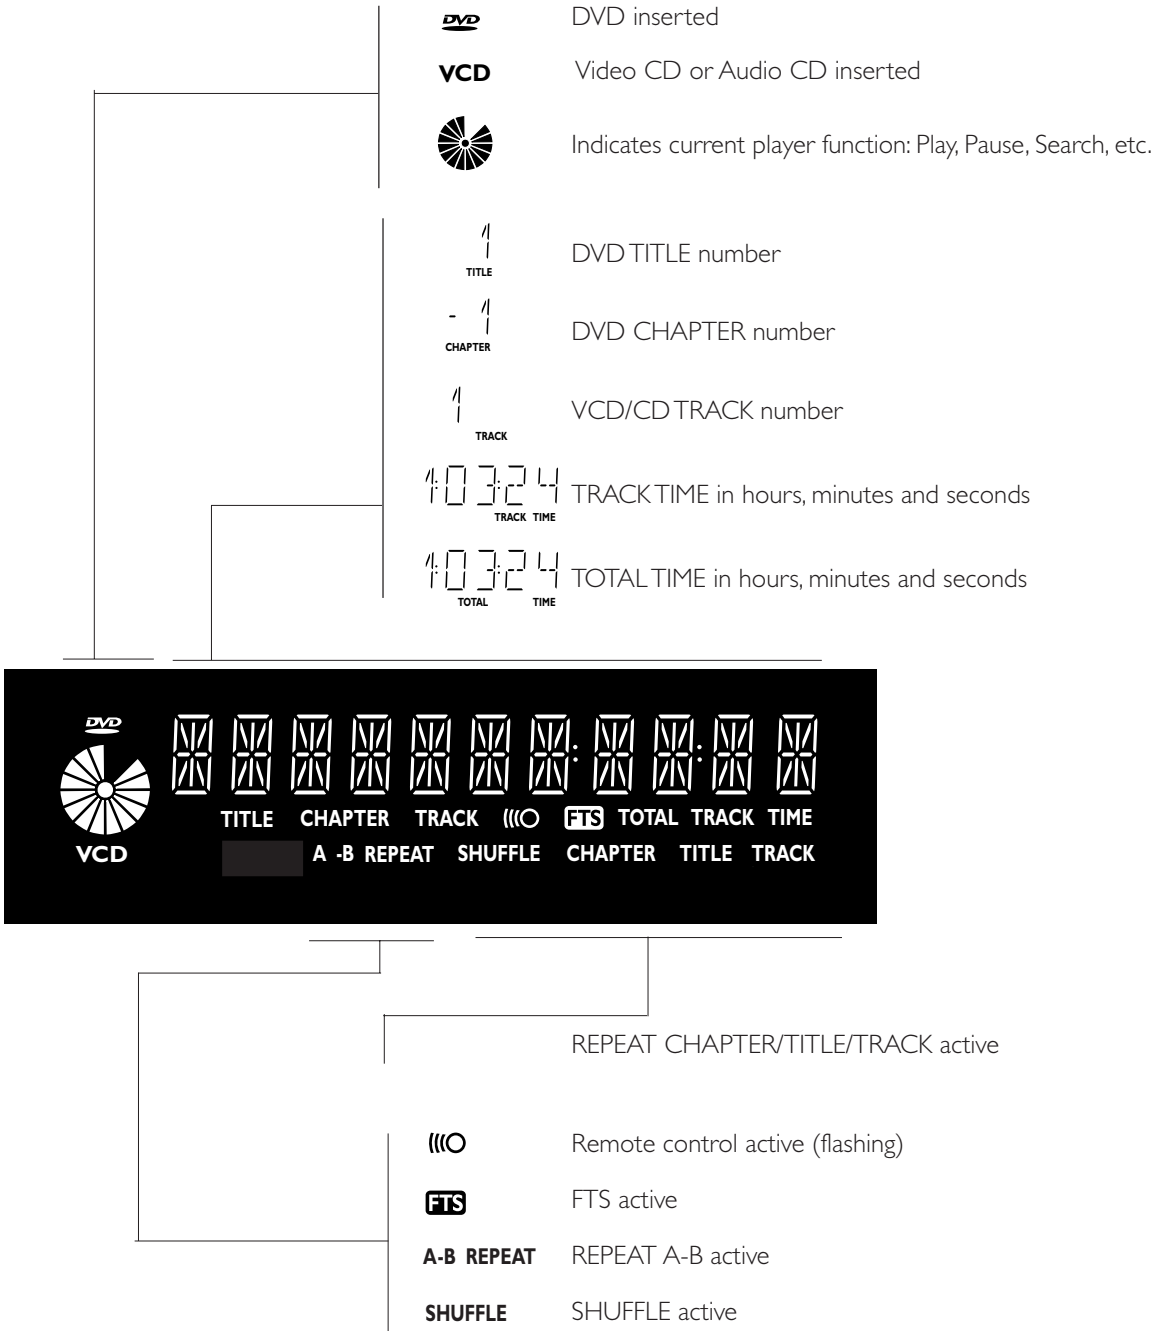 DVD DVD inserted
VCD Video CD or Audio CD inserted
Indicates current player function: Play, Pause, Search, etc.
1
TITLE
DVD TITLE number
- 1
CHAPTER
DVD CHAPTER number
1
TRACK
VCD/CD TRACK number
1:03:24 TRACK TIME in hours, minutes and seconds
TRACK TIME
1:03:24 TOTAL TIME in hours, minutes and seconds
TOTAL TIME
DVD
TITLE CHAPTER TRACK FTS TOTAL TRACK TIME
VCD A -B REPEAT SHUFFLE CHAPTER TITLE TRACK
REPEAT CHAPTER/TITLE/TRACK active
Remote control active (flashing)
FTS FTS active
A-B REPEAT REPEAT A-B active
SHUFFLE SHUFFLE active